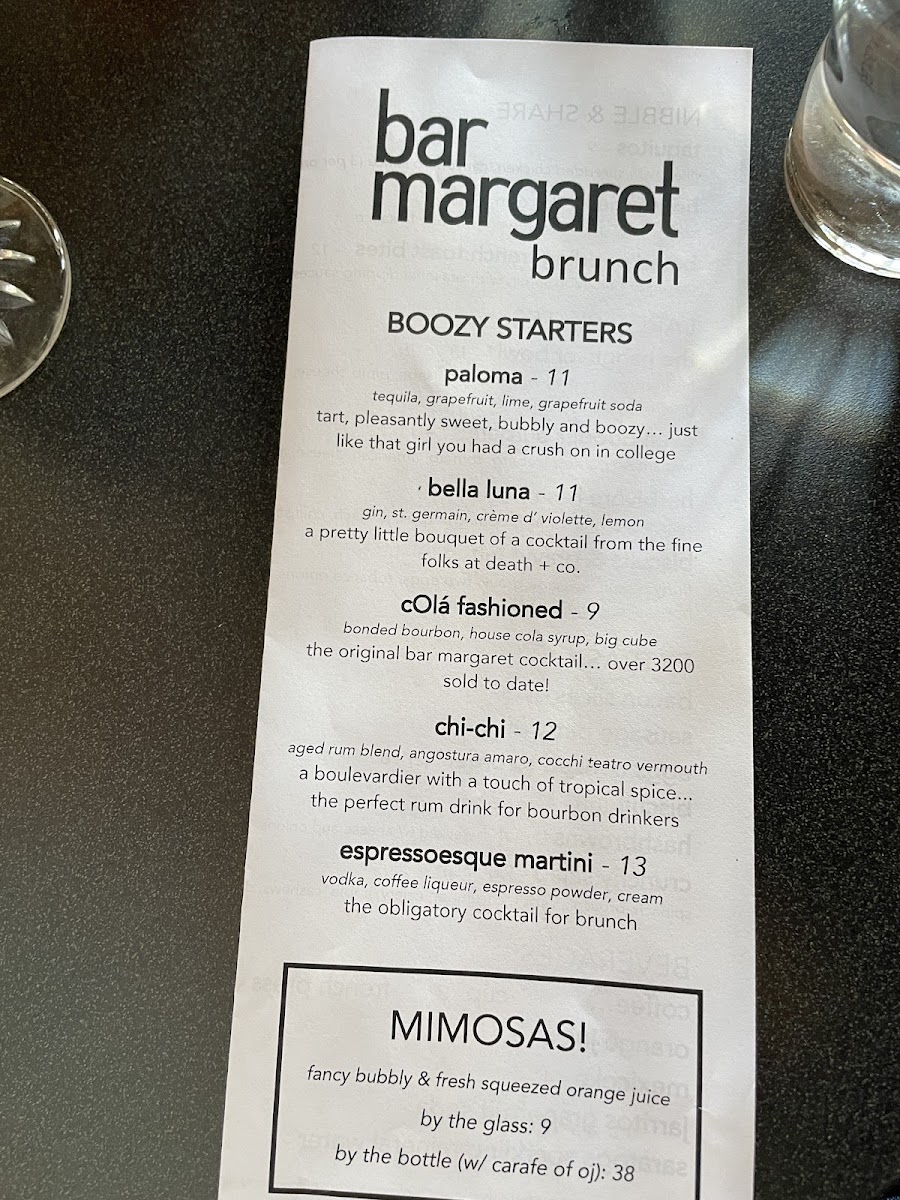 bar
margaret
brunch
BOOZY STARTERS
paloma - 11
tequila, grapefruit, lime, grapefruit soda
tart, pleasantly sweet, bubbly and boozy... just
like that girl you had a crush on in college
bella luna - 11
gin, st. germain, crème d' violette, lemon
a pretty little bouquet of a cocktail from the fine
folks at death + co.
cOlá fashioned - 9
bonded bourbon, house cola syrup, big cube
the original bar margaret cocktail... over 3200
sold to date!
chi-chi - 12
aged rum blend, angostura amaro, cocchi teatro vermouth
a boulevardier with a touch of tropical spice...
the perfect rum drink for bourbon drinkers
espressoesque martini - 13
vodka, coffee liqueur, espresso powder, cream
the obligatory cocktail for brunch
MIMOSAS!
fancy bubbly & fresh squeezed orange juice
by the glass: 9
by the bottle (w/ carafe of oj): 38